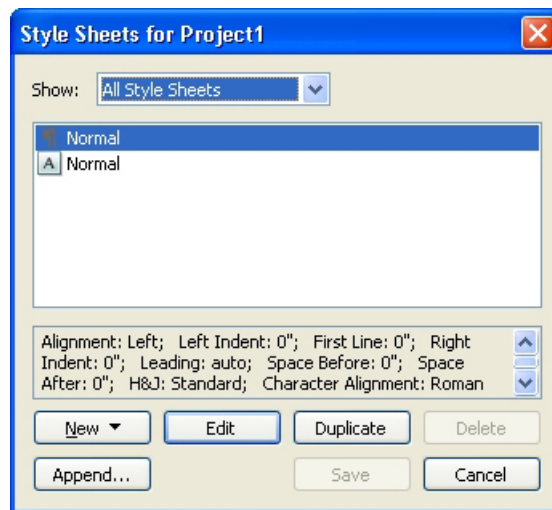 Style Sheets for Project1
Show: All Style Sheets
¶ Normal
A Normal
Alignment: Left; Left Indent: 0"; First Line: 0"; Right
Indent: 0"; Leading: auto; Space Before: 0"; Space
After: 0"; H&J: Standard; Character Alignment: Roman
New Edit Duplicate Delete
Append... Save Cancel